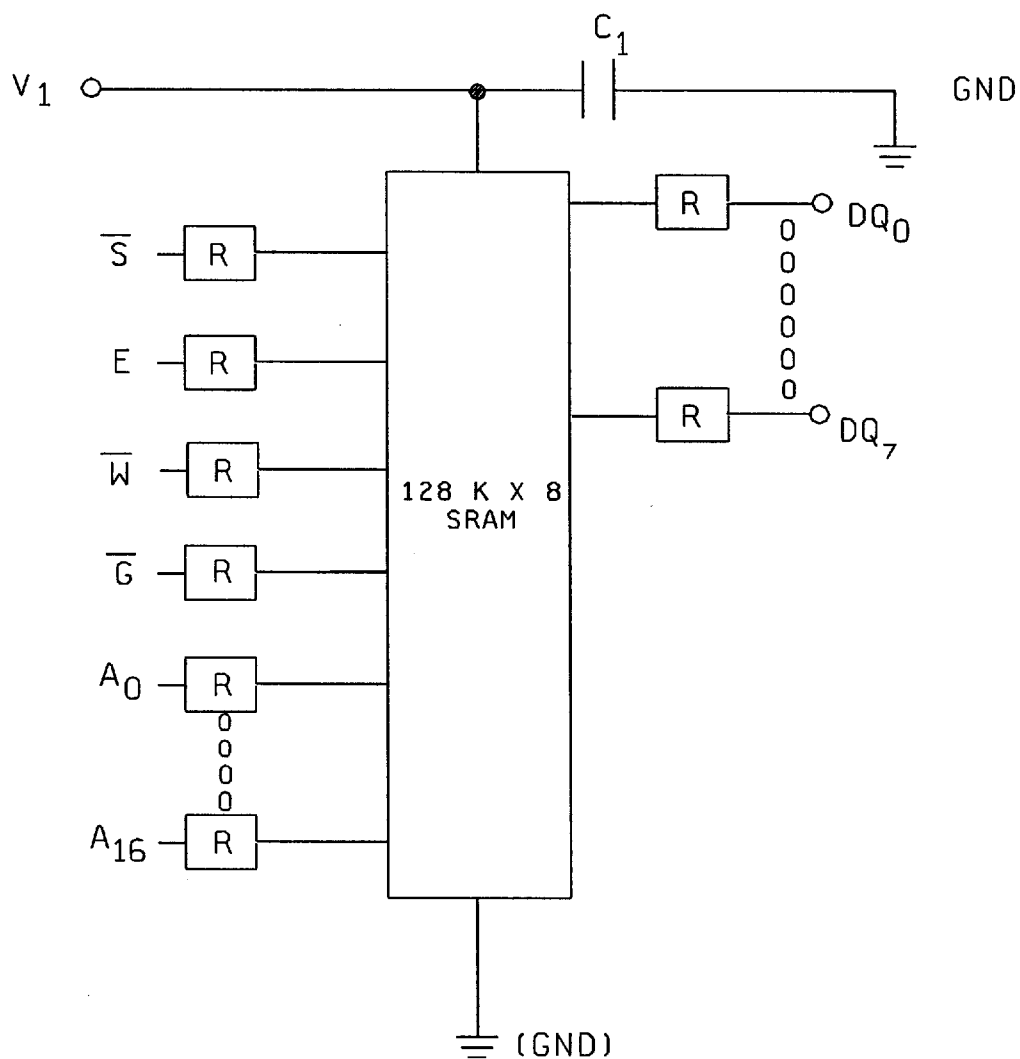 C₁
V₁
GND
R
DQ₀
S̅
R
E
R
R
DQ₇
W̅
R
128 K X 8
SRAM
G̅
R
A₀
R
A₁₆
R
(GND)